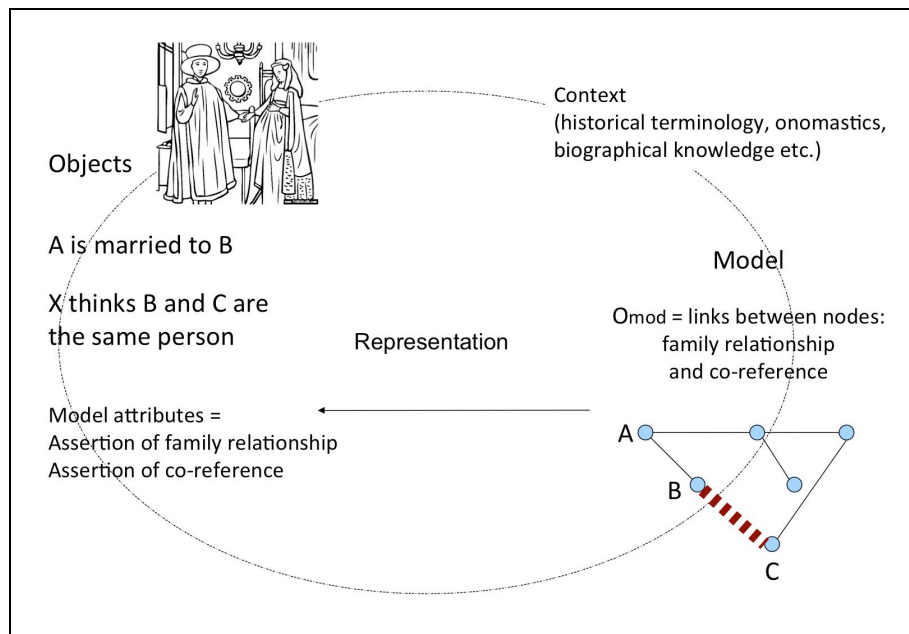 Context
(historical terminology, onomastics,
biographical knowledge etc.)
Objects
A is married to B
X thinks B and C are
the same person
Model
Omod = links between nodes:
family relationship
and co-reference
Representation
Model attributes =
Assertion of family relationship
Assertion of co-reference
A
B
C